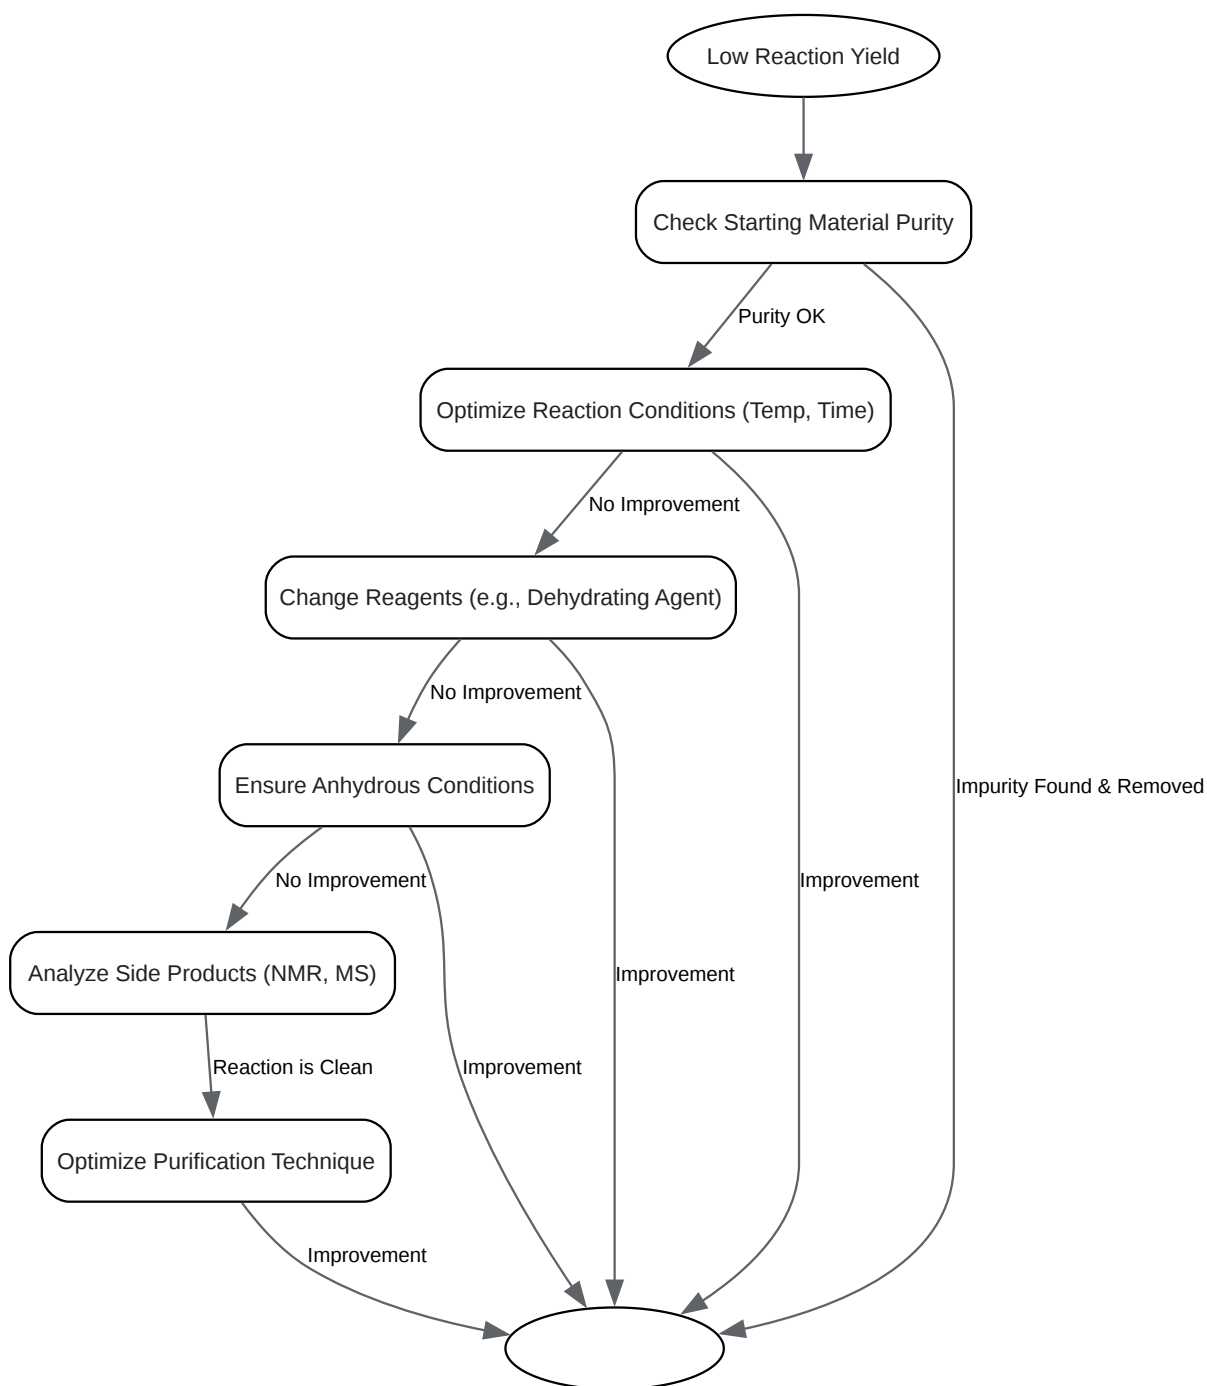 Low Reaction Yield
Check Starting Material Purity
Purity OK
Optimize Reaction Conditions (Temp, Time)
No Improvement
Change Reagents (e.g., Dehydrating Agent)
No Improvement
Ensure Anhydrous Conditions
Impurity Found & Removed
No Improvement
Improvement
Analyze Side Products (NMR, MS)
Improvement
Reaction is Clean
Improvement
Optimize Purification Technique
Improvement